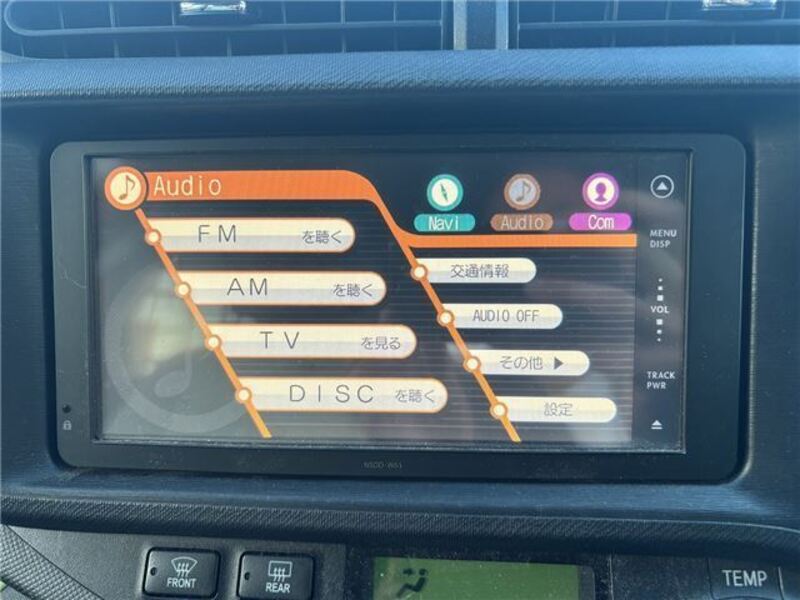 Audio
Navi Audio Com
FM を聴く
AM を聴く
TV を見る
DISC を聴く
交通情報
AUDIO OFF
その他 ▶
設定
MENU
DISP
VOL
TRACK
PWR
NSCD-W61
FRONT
REAR
TEMP